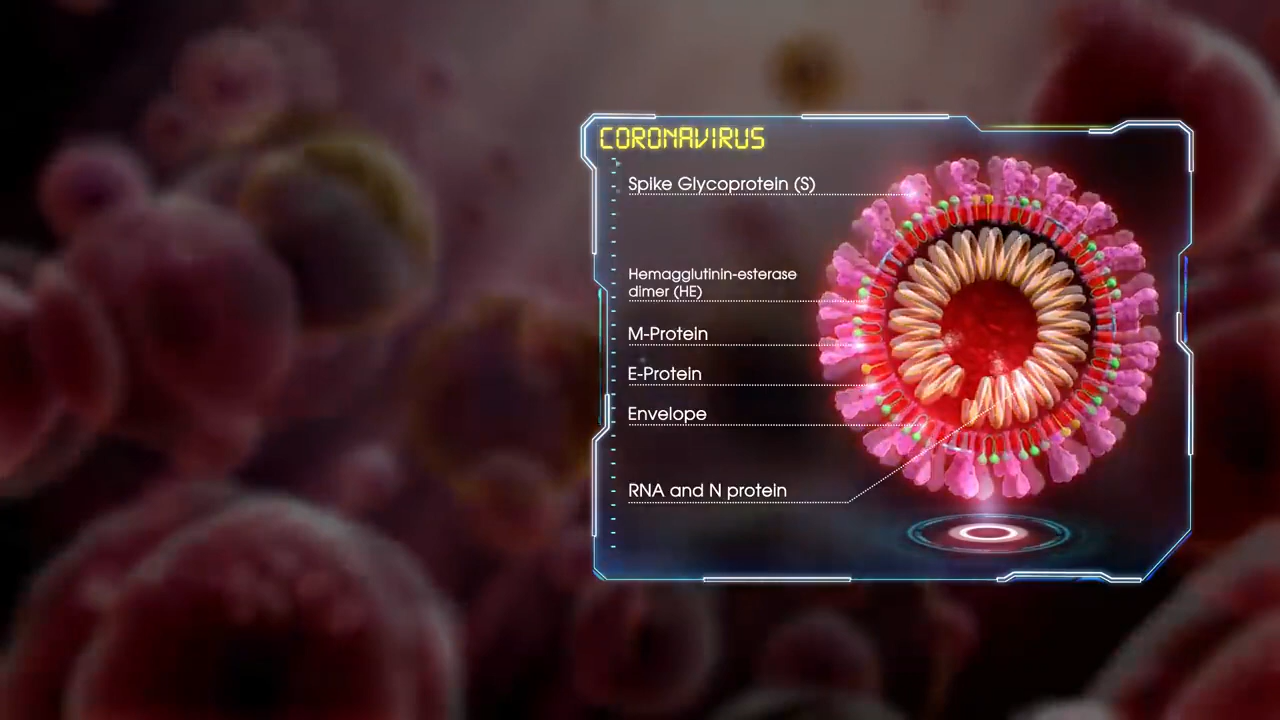 CORONAVIRUS
Spike Glycoprotein (S)
Hemagglutinin-esterase
dimer (HE)
M-Protein
E-Protein
Envelope
RNA and N protein